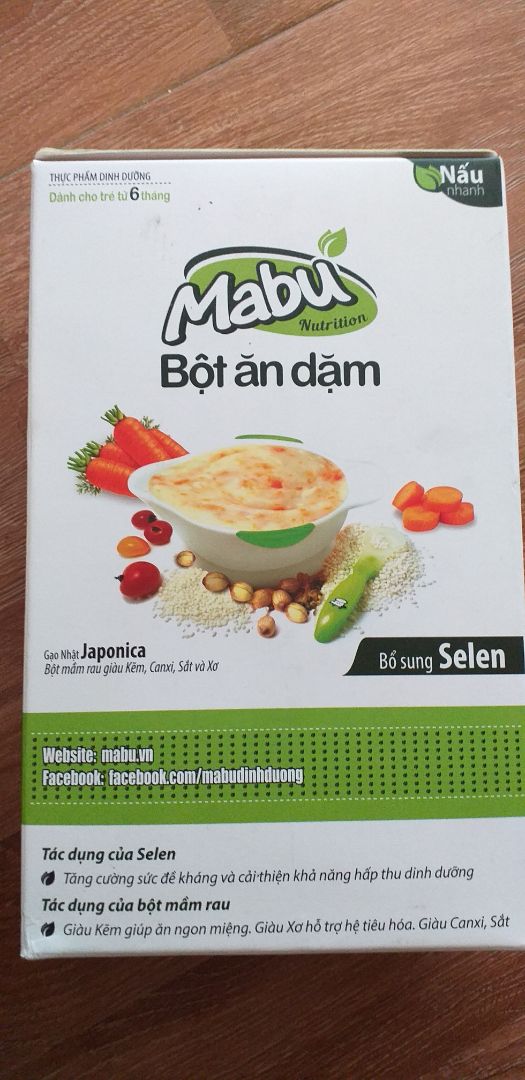 THỰC PHẨM DINH DƯỠNG
Dành cho trẻ từ 6 tháng
Nấu
nhanh
Mabu
Nutrition
Bột ăn dặm
Gạo Nhật Japonica
Bột mầm rau giàu Kẽm, Canxi, Sắt và Xơ
Bổ sung Selen
Website: mabu.vn
Facebook: facebook.com/mabudinhduong
Tác dụng của Selen
Tăng cường sức đề kháng và cải thiện khả năng hấp thu dinh dưỡng
Tác dụng của bột mầm rau
Giàu Kẽm giúp ăn ngon miệng. Giàu Xơ hỗ trợ hệ tiêu hóa. Giàu Canxi, Sắt